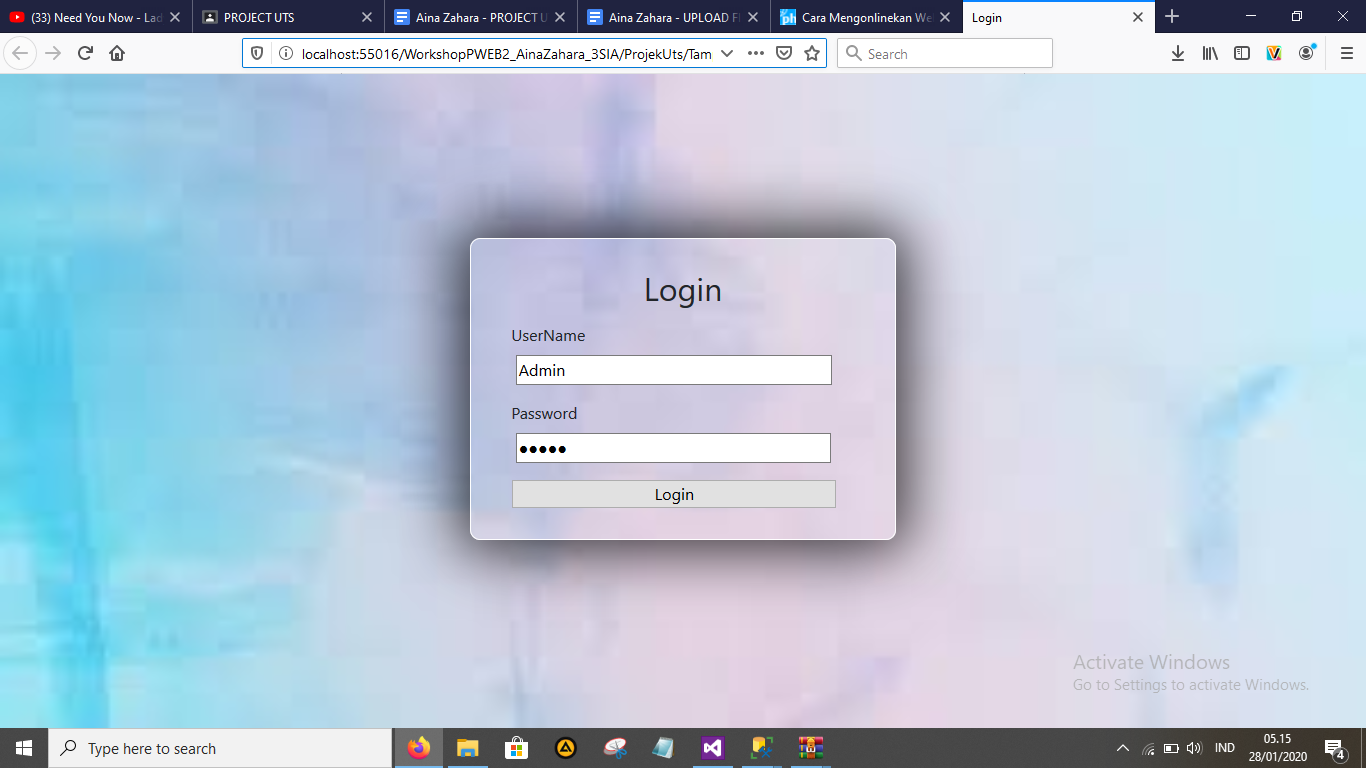 (33) Need You Now - Lad
PROJECT UTS
Aina Zahara - PROJECT U
Aina Zahara - UPLOAD F
ph Cara Mengonlinekan We
Login
localhost:55016/WorkshopPWEB2_AinaZahara_3SIA/ProjekUts/Tam
Search
Login
UserName
Admin
Password
Login
Activate Windows
Go to Settings to activate Windows.
Type here to search
IND
05.15
28/01/2020
4